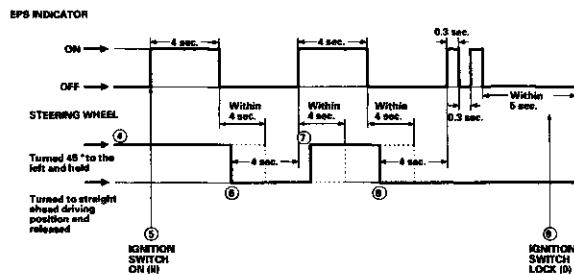 EPS INDICATOR
4 sec.
4 sec.
0.3 sec.
ON
OFF
0.3 sec.
Within
5 sec.
STEERING WHEEL
Within
4 sec.
Within
4 sec.
Within
4 sec.
④
⑦
Turned 45° to the
left and hold
4 sec.
4 sec.
Turned to straight
ahead driving
position and
released
⑥
⑧
⑤
IGNITION
SWITCH
ON (II)
⑨
IGNITION
SWITCH
LOCK (0)